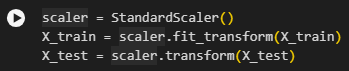 scaler = StandardScaler()
X_train = scaler.fit_transform(X_train)
X_test = scaler.transform(X_test)